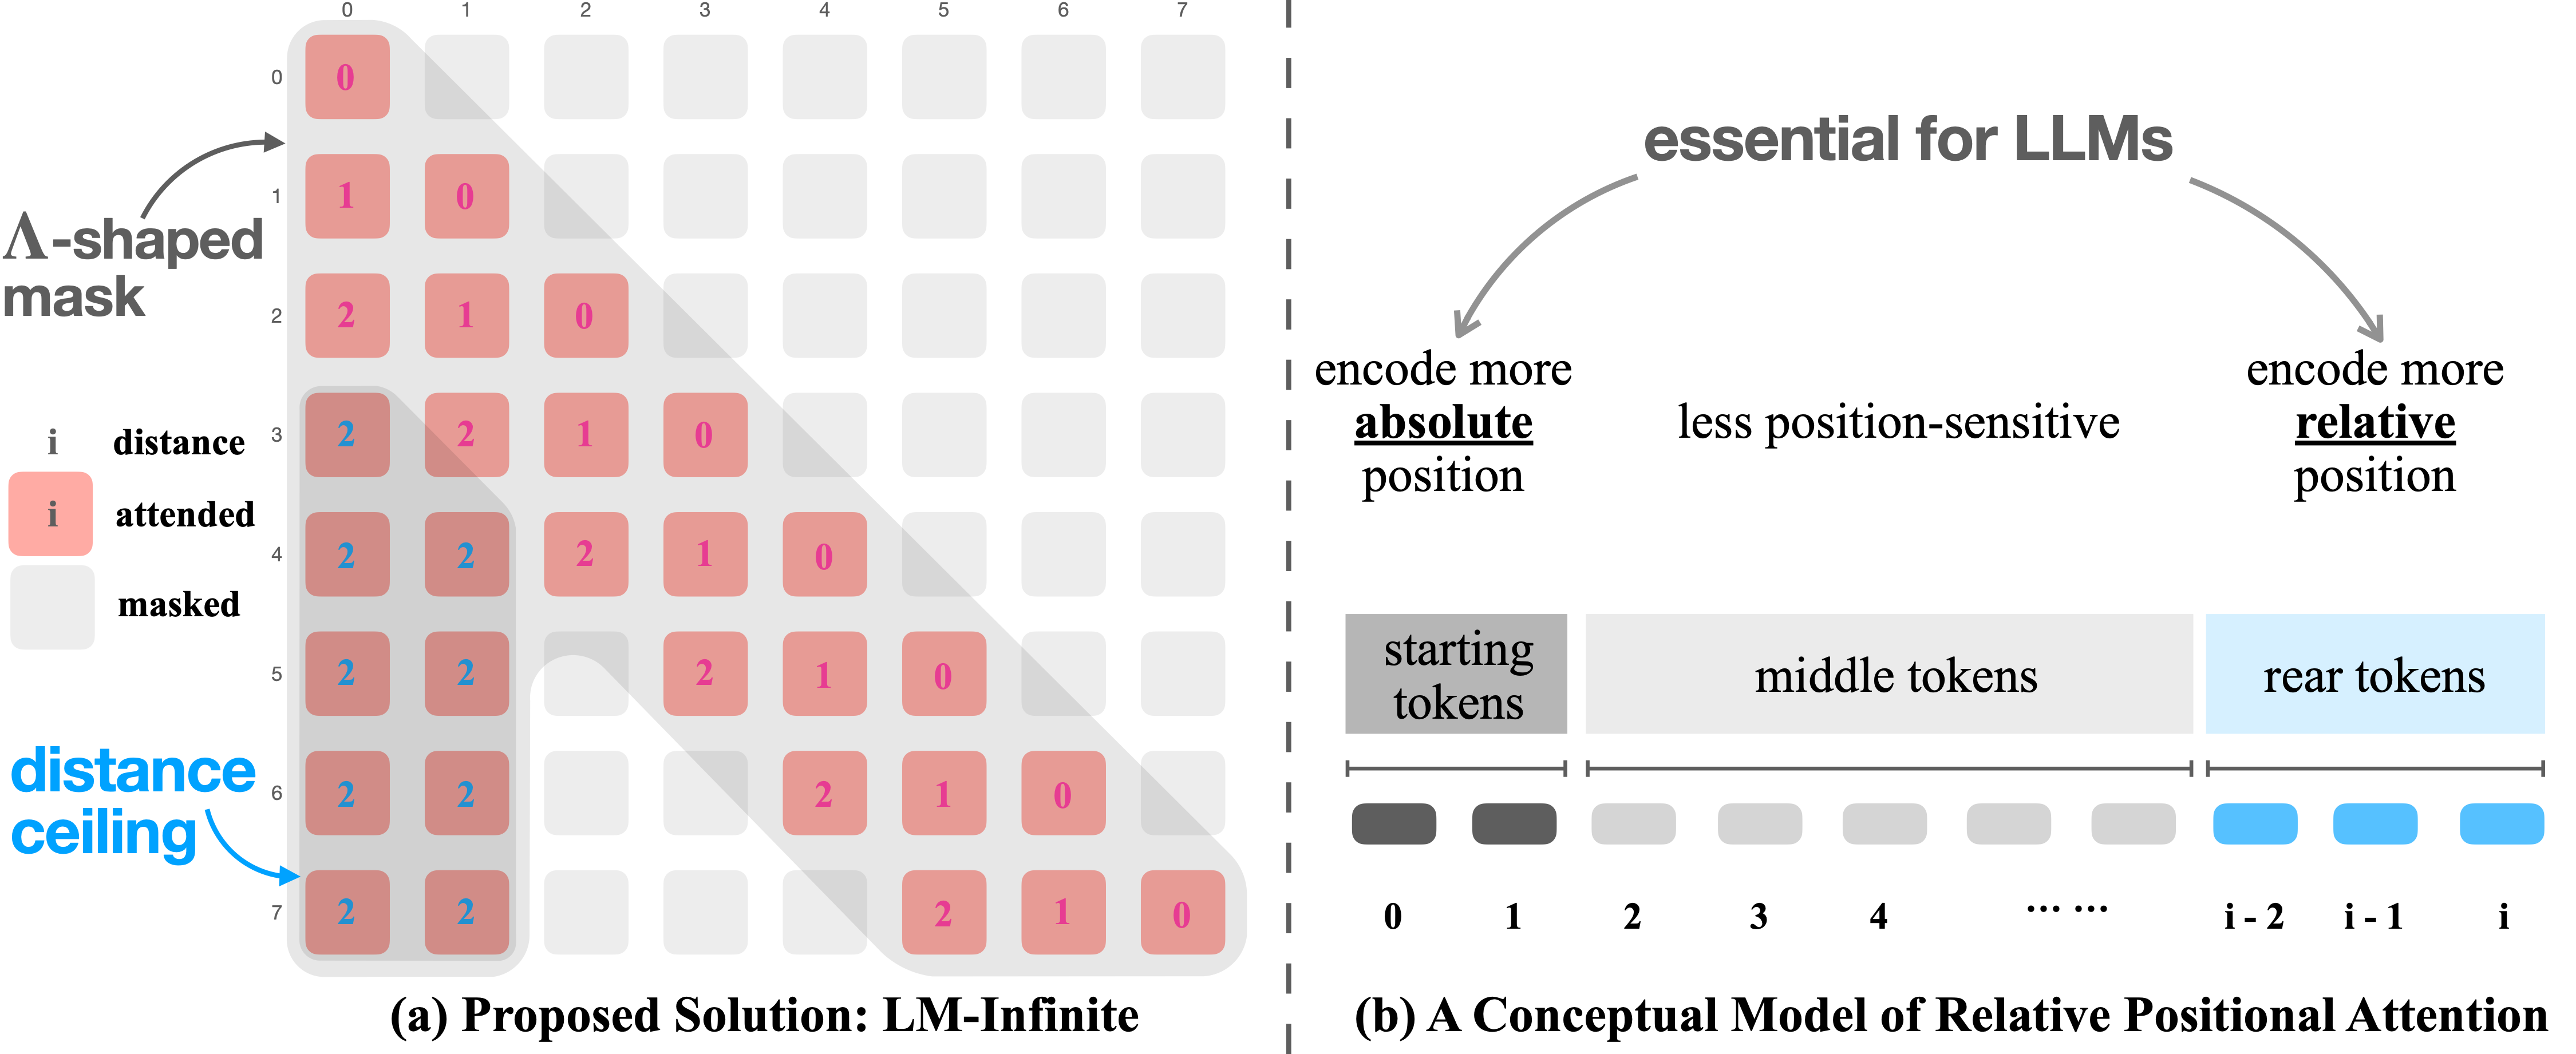 0 1 2 3 4 5 6 7
0 0
1 1 0
2 2 1 0
3 2 2 1 0
4 2 2 2 1 0
5 2 2 2 1 0
6 2 2 2 1 0
7 2 2 2 1 0
Λ-shaped
mask
i distance
i attended
masked
distance
ceiling
(a) Proposed Solution: LM-Infinite
essential for LLMs
encode more
absolute
position
less position-sensitive
encode more
relative
position
starting
tokens
middle tokens
rear tokens
0 1 2 3 4 ... ... i - 2 i - 1 i
(b) A Conceptual Model of Relative Positional Attention